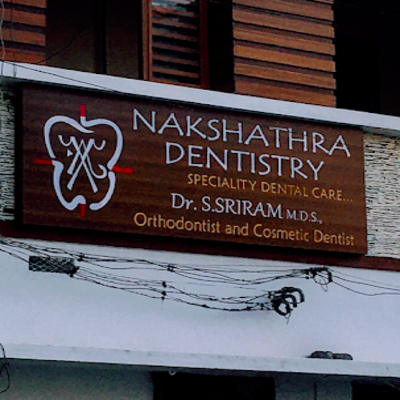 NAKSHATHRA
DENTISTRY
SPECIALITY DENTAL CARE...
Dr. S.SRIRAM M.D.S.,
Orthodontist and Cosmetic Dentist